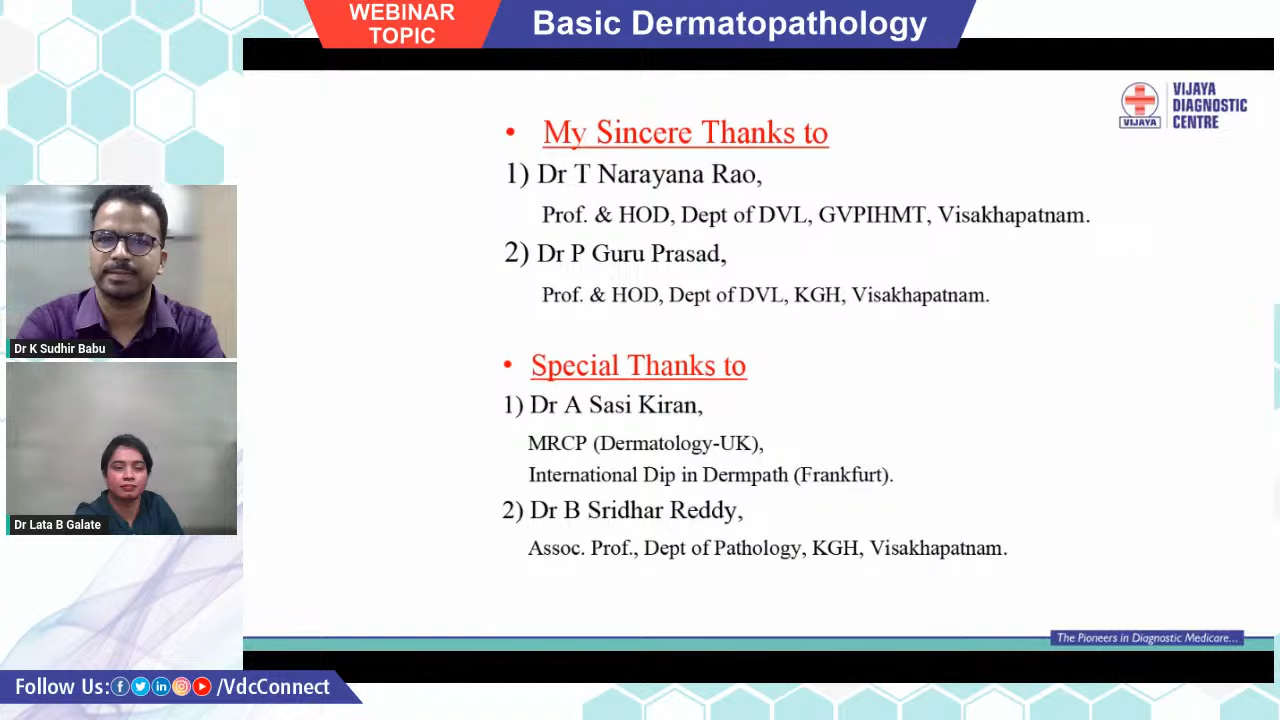 WEBINAR
TOPIC
Basic Dermatopathology
VIJAYA
VIJAYA
DIAGNOSTIC
CENTRE
• My Sincere Thanks to
1) Dr T Narayana Rao,
Prof. & HOD, Dept of DVL, GVPIHMT, Visakhapatnam.
2) Dr P Guru Prasad,
Prof. & HOD, Dept of DVL, KGH, Visakhapatnam.
• Special Thanks to
1) Dr A Sasi Kiran,
MRCP (Dermatology-UK),
International Dip in Dermpath (Frankfurt).
2) Dr B Sridhar Reddy,
Assoc. Prof., Dept of Pathology, KGH, Visakhapatnam.
Dr K Sudhir Babu
Dr Lata B Galate
The Pioneers in Diagnostic Medicare...
Follow Us: /VdcConnect